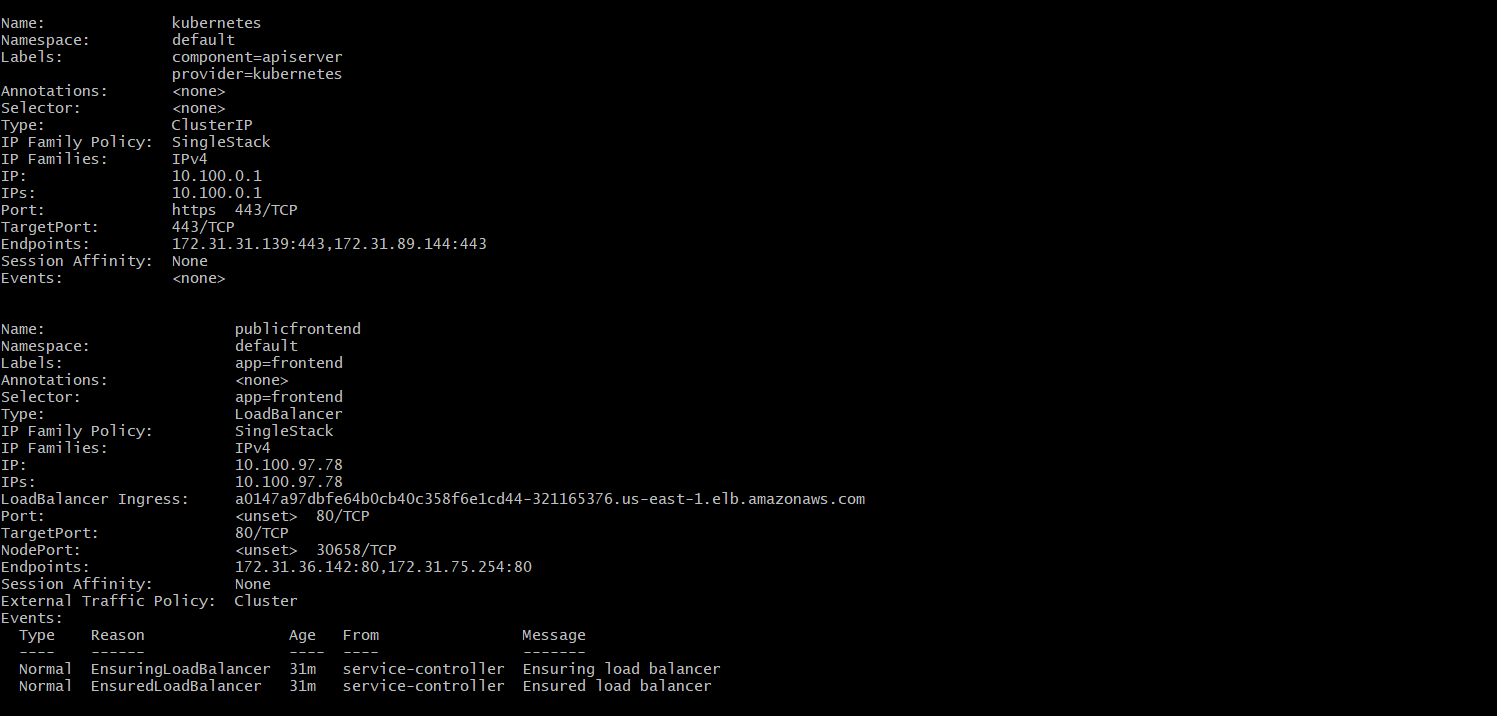 Name:              kubernetes
Namespace:         default
Labels:            component=apiserver
                   provider=kubernetes
Annotations:       <none>
Selector:          <none>
Type:              ClusterIP
IP Family Policy:  SingleStack
IP Families:       IPv4
IP:                10.100.0.1
IPs:               10.100.0.1
Port:              https  443/TCP
TargetPort:        443/TCP
Endpoints:         172.31.31.139:443,172.31.89.144:443
Session Affinity:  None
Events:            <none>
Name:                     publicfrontend
Namespace:                default
Labels:                   app=frontend
Annotations:              <none>
Selector:                 app=frontend
Type:                     LoadBalancer
IP Family Policy:         SingleStack
IP Families:              IPv4
IP:                       10.100.97.78
IPs:                      10.100.97.78
LoadBalancer Ingress:     a0147a97dbfe64b0cb40c358f6e1cd44-321165376.us-east-1.elb.amazonaws.com
Port:                     <unset>  80/TCP
TargetPort:               80/TCP
NodePort:                 <unset>  30658/TCP
Endpoints:                172.31.36.142:80,172.31.75.254:80
Session Affinity:         None
External Traffic Policy:  Cluster
Events:
  Type    Reason                Age   From                Message
  ----    ------                ----  ----                -------
  Normal  EnsuringLoadBalancer  31m   service-controller  Ensuring load balancer
  Normal  EnsuredLoadBalancer   31m   service-controller  Ensured load balancer